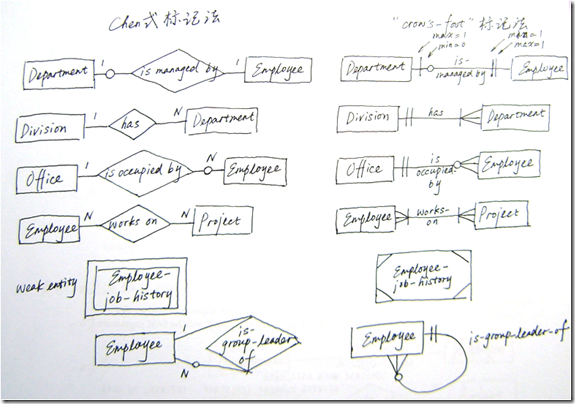 Chen式标记法
"crow's-foot"标记法
max=1 min=0
min=1 max=1
Department 1 is managed by 1 Employee
Department is-managed by Employee
Division 1 has N Department
Division has Department
Office 1 is occupied by N Employee
Office is occupied by Employee
Employee N works on N Project
Employee works-on Project
weak entity
Employee-
job-history
Employee-
job-history
Employee 1 N
is-
group-leader-
of
Employee
is-group-leader-of